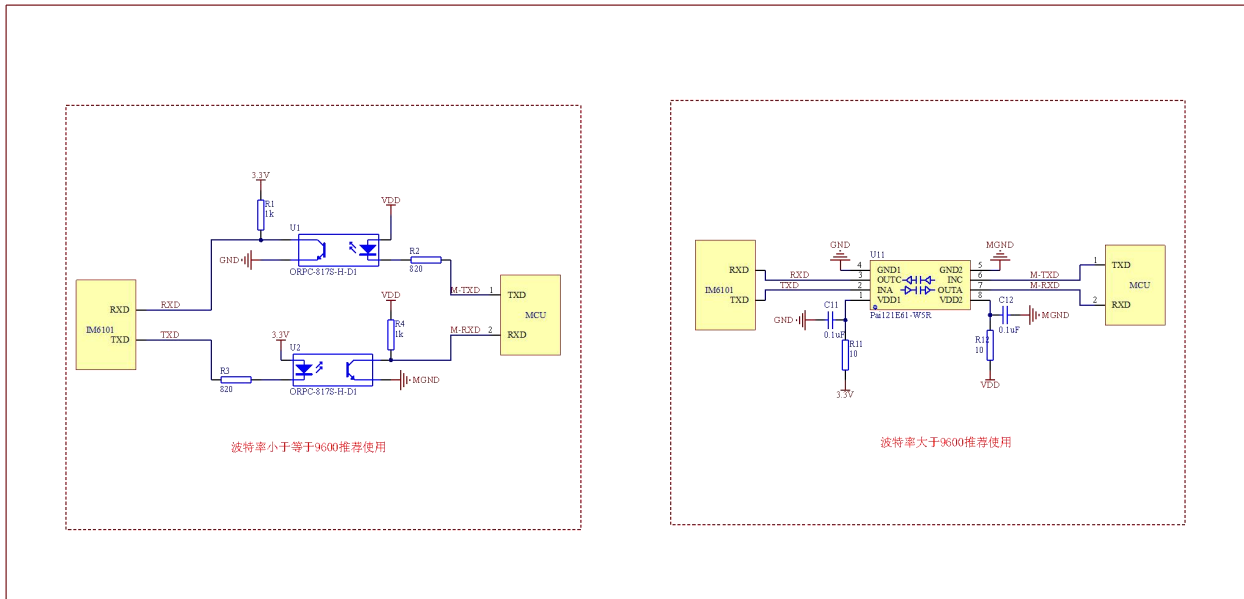 3.3V
R1
1k
U1
VDD
GND
ORPC-817S-H-D1
R2
820
RXD
RXD
IM6101
TXD
TXD
M-TXD
1
TXD
MCU
VDD
R4
1k
M-RXD
2
RXD
3.3V
U2
R3
820
ORPC-817S-H-D1
MGND
波特率小于等于9600推荐使用
GND
U11
MGND
RXD
IM6101
TXD
RXD
TXD
4
GND1
GND2
5
3
OUTC
INC
6
2
INA
OUTA
7
1
VDD1
VDD2
8
M-TXD
M-RXD
1
TXD
MCU
2
RXD
C11
GND
0.1uF
R11
10
3.3V
C12
MGND
0.1uF
R12
10
VDD
波特率大于9600推荐使用